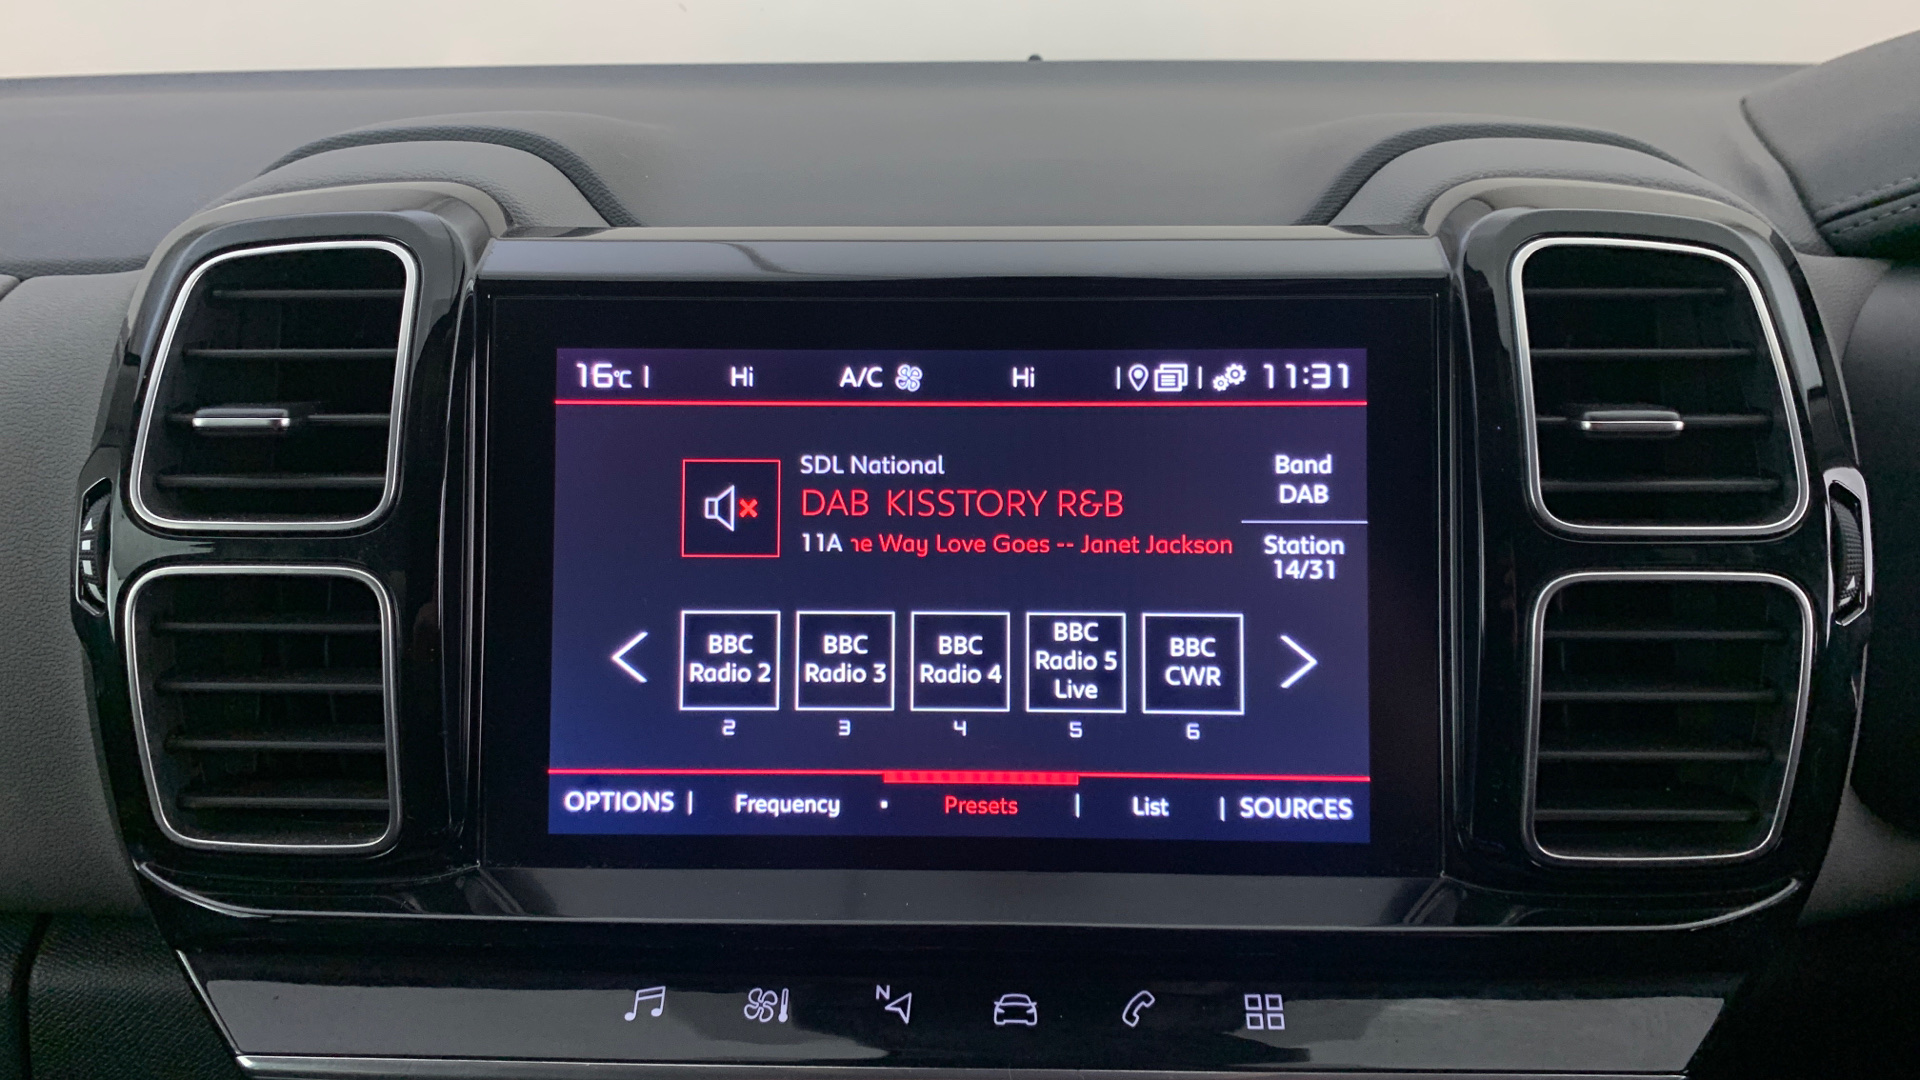 16°C | Hi A/C Hi | | 11:31
SDL National
DAB KISSTORY R&B
11A ne Way Love Goes -- Janet Jackson
Band
DAB
Station
14/31
BBC
Radio 2
BBC
Radio 3
BBC
Radio 4
BBC
Radio 5
Live
BBC
CWR
2 3 4 5 6
OPTIONS | Frequency · Presets | List | SOURCES
N